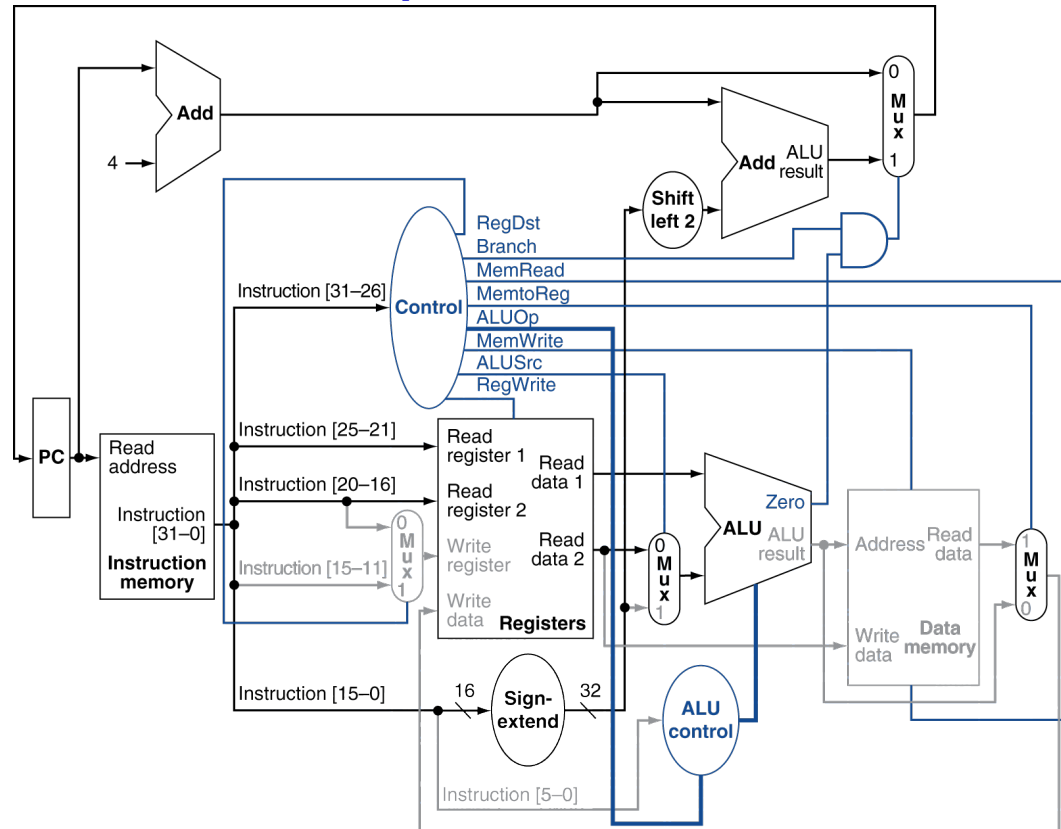 0
M
u
x
1
Add
4
Add
ALU
result
Shift
left 2
RegDst
Branch
MemRead
MemtoReg
ALUOp
MemWrite
ALUSrc
RegWrite
Control
Instruction [31–26]
Instruction [25–21]
Instruction [20–16]
Instruction [15–11]
Instruction [15–0]
Instruction [5–0]
PC
Read
address
Instruction
[31–0]
Instruction
memory
0
M
u
x
1
Read
register 1
Read
register 2
Write
register
Write
data
Read
data 1
Read
data 2
Registers
0
M
u
x
1
Zero
ALU
ALU
result
Address
Read
data
Write
data
Data
memory
1
M
u
x
0
16
Sign-
extend
32
ALU
control